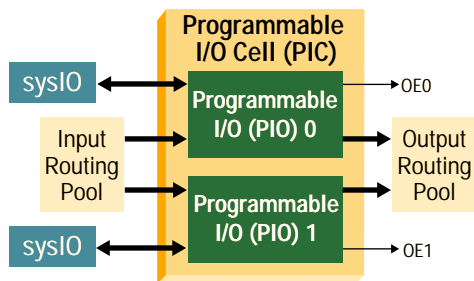 Programmable
I/O Cell (PIC)
sysIO
Programmable
I/O (PIO) 0
OE0
Input
Routing
Pool
Output
Routing
Pool
Programmable
I/O (PIO) 1
sysIO
OE1